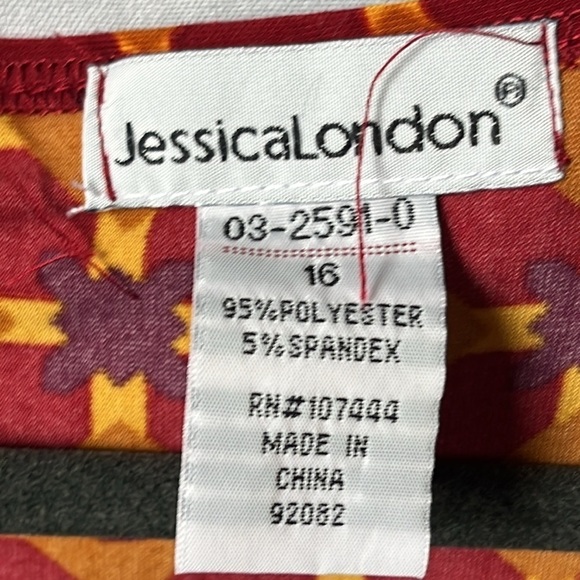 JessicaLondon®
03-2591-0
16
95%POLYESTER
5%SPANDEX
RN#107444
MADE IN
CHINA
92082